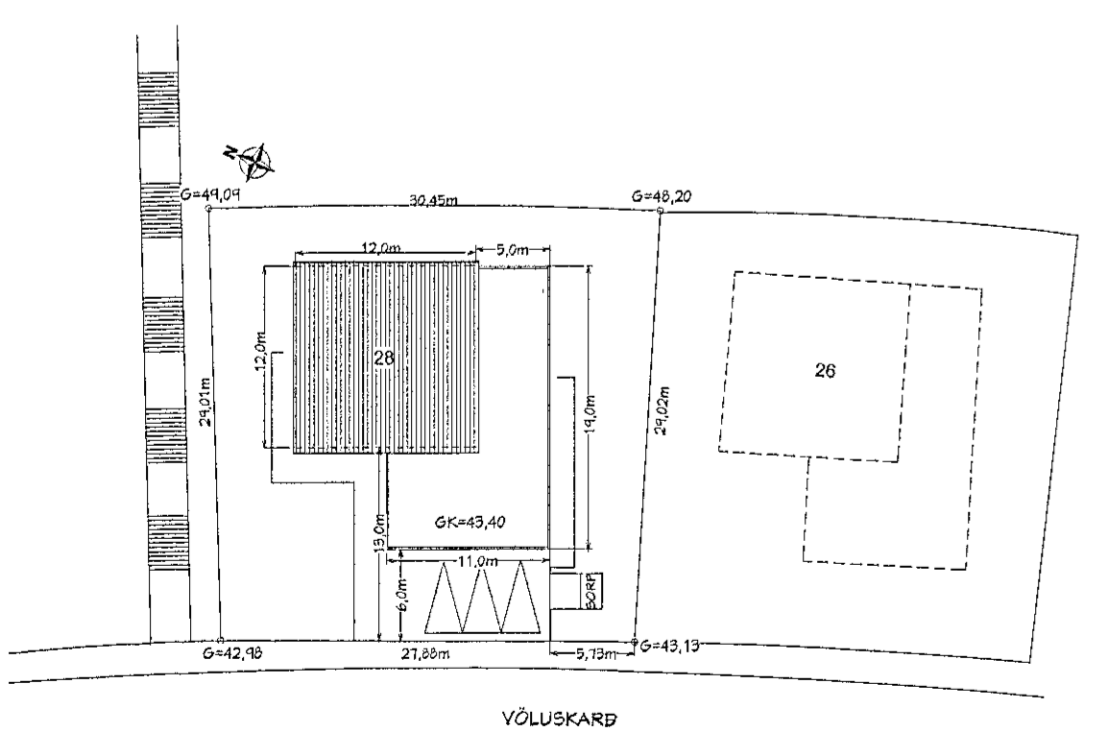 N
G=49,09
30,45m
G=48,20
12,0m
5,0m
12,0m
28
26
29,01m
19,0m
29,02m
GK=43,40
13,0m
11,0m
6,0m
SORP
G=42,98
27,88m
5,73m
G=43,13
VÖLUSKARÐ